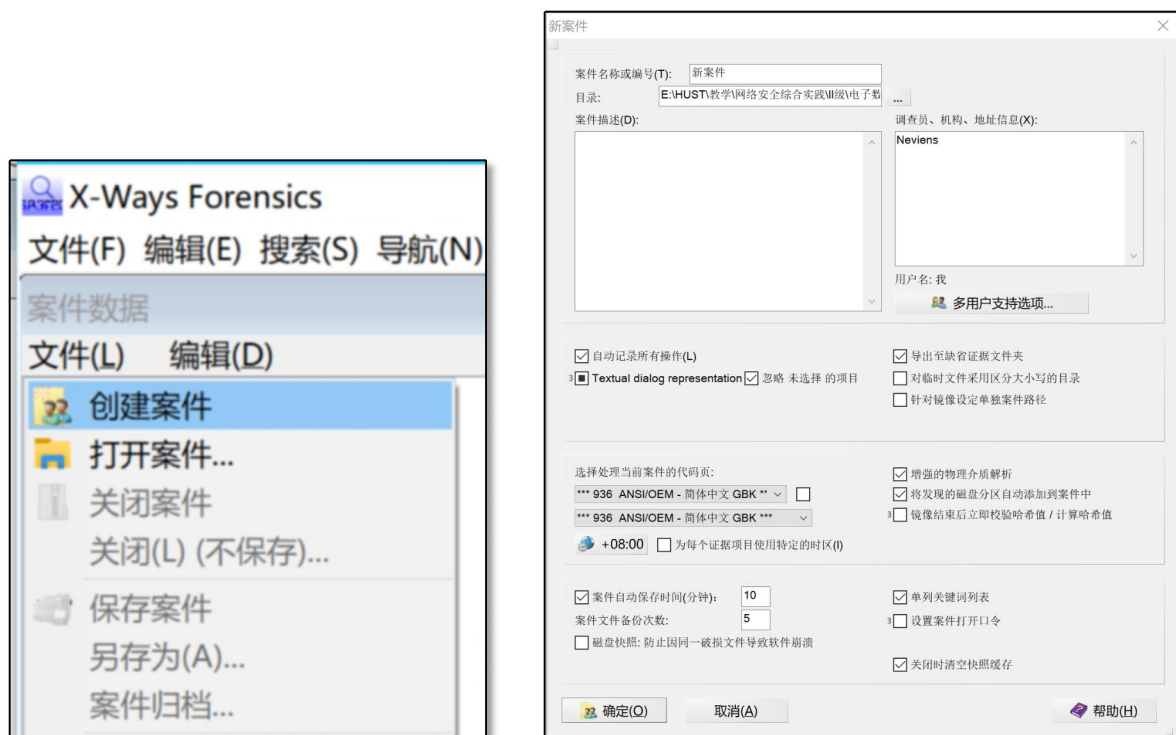 X-Ways Forensics
文件(F) 编辑(E) 搜索(S) 导航(N)
案件数据
文件(L) 编辑(D)
创建案件
打开案件...
关闭案件
关闭(L) (不保存)...
保存案件
另存为(A)...
案件归档...
新案件
案件名称或编号(T): 新案件
目录: E:\HUST\教学\网络安全综合实践\II级\电子数 ...
案件描述(D): 调查员、机构、地址信息(X):
Neviens
用户名: 我
多用户支持选项...
自动记录所有操作(L) 导出至缺省证据文件夹
3 Textual dialog representation 忽略 未选择 的项目 对临时文件采用区分大小写的目录
针对镜像设定单独案件路径
选择处理当前案件的代码页: 增强的物理介质解析
*** 936 ANSI/OEM - 简体中文 GBK ** 将发现的磁盘分区自动添加到案件中
*** 936 ANSI/OEM - 简体中文 GBK *** 3 镜像结束后立即校验哈希值 / 计算哈希值
+08:00 为每个证据项目使用特定的时区(I)
案件自动保存时间(分钟): 10 单列关键词列表
案件文件备份次数: 5 3 设置案件打开口令
磁盘快照: 防止因同一破损文件导致软件崩溃
关闭时清空快照缓存
确定(O) 取消(A) 帮助(H)